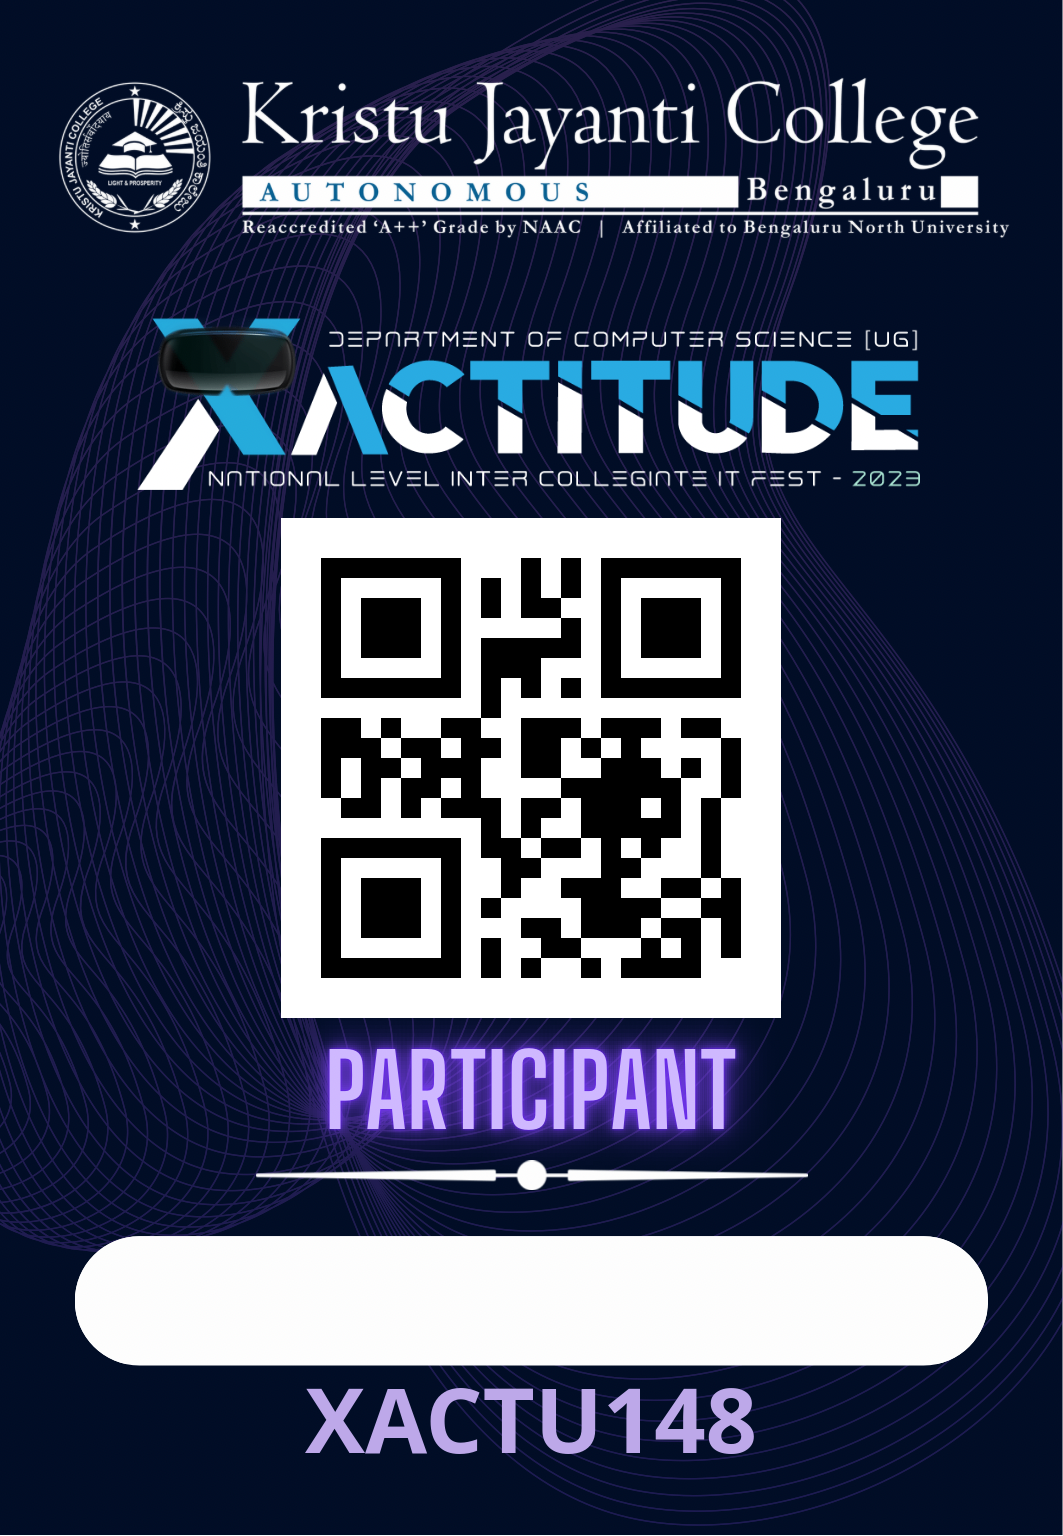 Kristu Jayanti College
AUTONOMOUS Bengaluru
Reaccredited ‘A++’ Grade by NAAC | Affiliated to Bengaluru North University
KRISTU JAYANTI COLLEGE
LIGHT & PROSPERITY
DEPARTMENT OF COMPUTER SCIENCE [UG]
XACTITUDE
NATIONAL LEVEL INTER COLLEGIATE IT FEST - 2023
PARTICIPANT
XACTU148